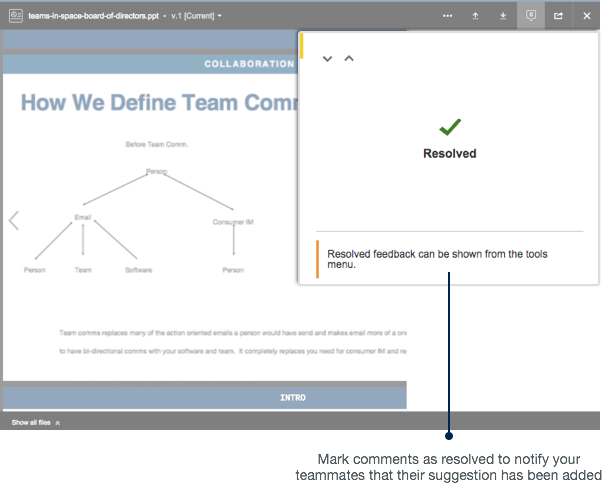 teams-in-space-board-of-directors.ppt • v.1 [Current]
COLLABORATION
How We Define Team Com
Before Team Comm.
Person
Email
Consumer IM
Person
Team
Software
Person
Team comms replaces many of the action oriented emails a person would have send and makes email more of a one
to have bi-directional comms with your software and team. It completely replaces you need for consumer IM and re
INTRO
Show all files
Resolved
Resolved feedback can be shown from the tools
menu.
Mark comments as resolved to notify your
teammates that their suggestion has been added